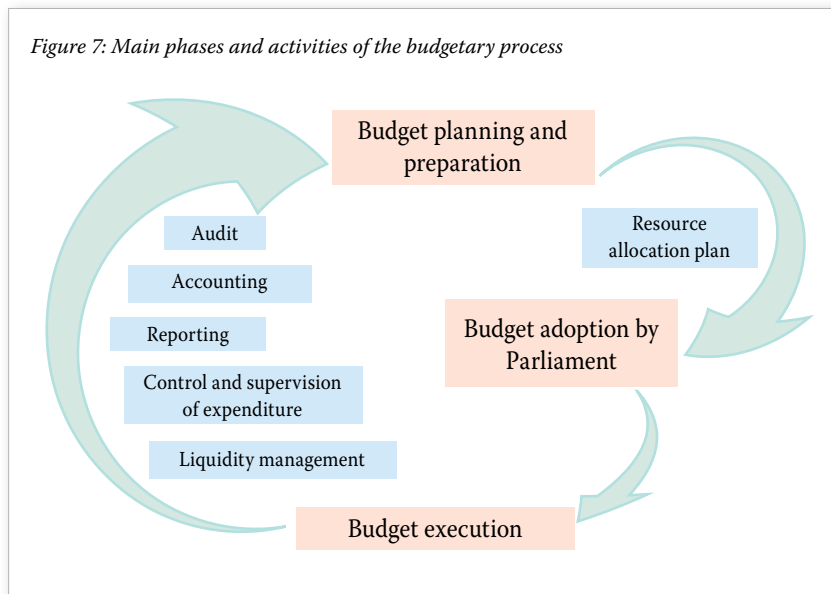 Figure 7: Main phases and activities of the budgetary process
Budget planning and
preparation
Resource
allocation plan
Budget adoption by
Parliament
Budget execution
Liquidity management
Control and supervision
of expenditure
Reporting
Accounting
Audit